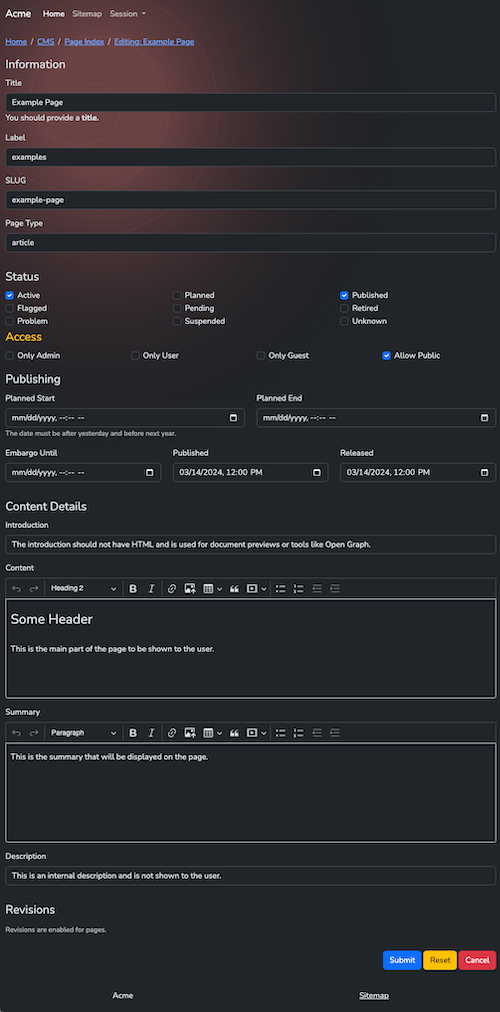 Acme Home Sitemap Session
Home / CMS / Page Index / Editing: Example Page
Information
Title
Example Page
You should provide a title.
Label
examples
SLUG
example-page
Page Type
article
Status
Active Planned Published
Flagged Pending Retired
Problem Suspended Unknown
Access
Only Admin Only User Only Guest Allow Public
Publishing
Planned Start Planned End
mm/dd/yyyy, --:-- -- mm/dd/yyyy, --:-- --
The date must be after yesterday and before next year.
Embargo Until Published Released
mm/dd/yyyy, --:-- -- 03/14/2024, 12:00 PM 03/14/2024, 12:00 PM
Content Details
Introduction
The introduction should not have HTML and is used for document previews or tools like Open Graph.
Content
Heading 2 B I
Some Header
This is the main part of the page to be shown to the user.
Summary
Paragraph B I
This is the summary that will be displayed on the page.
Description
This is an internal description and is not shown to the user.
Revisions
Revisions are enabled for pages.
Submit Reset Cancel
Acme Sitemap